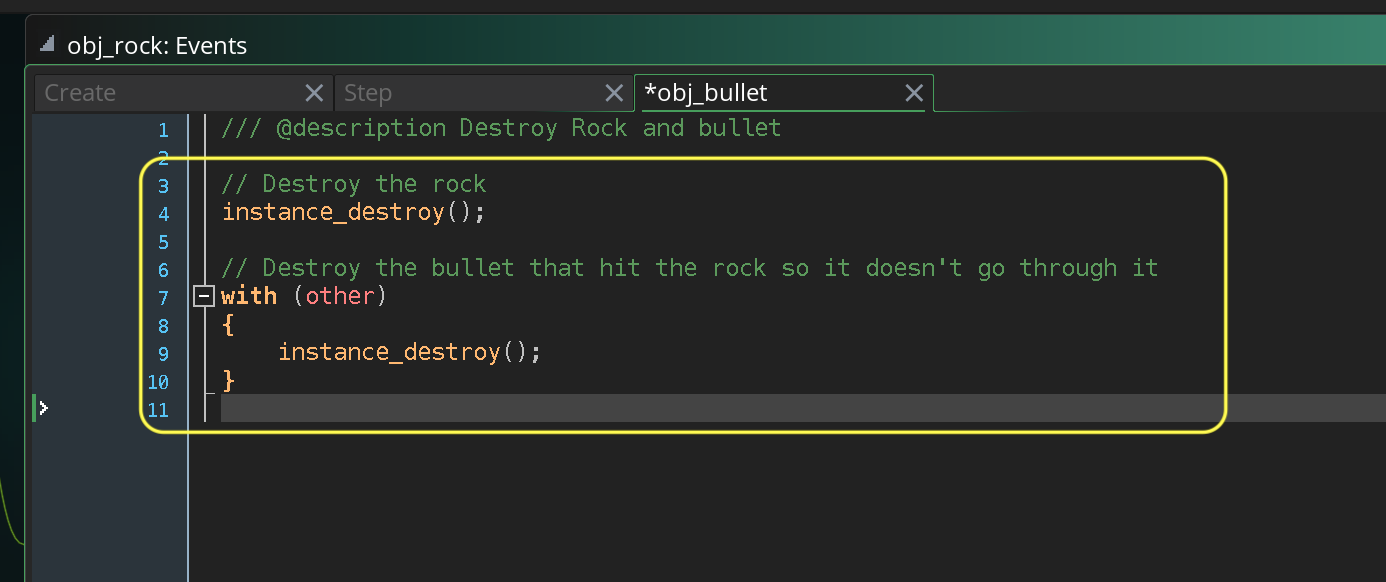 obj_rock: Events
Create
Step
*obj_bullet
1 /// @description Destroy Rock and bullet
2
3 // Destroy the rock
4 instance_destroy();
5
6 // Destroy the bullet that hit the rock so it doesn't go through it
7 with (other)
8 {
9 instance_destroy();
10 }
11